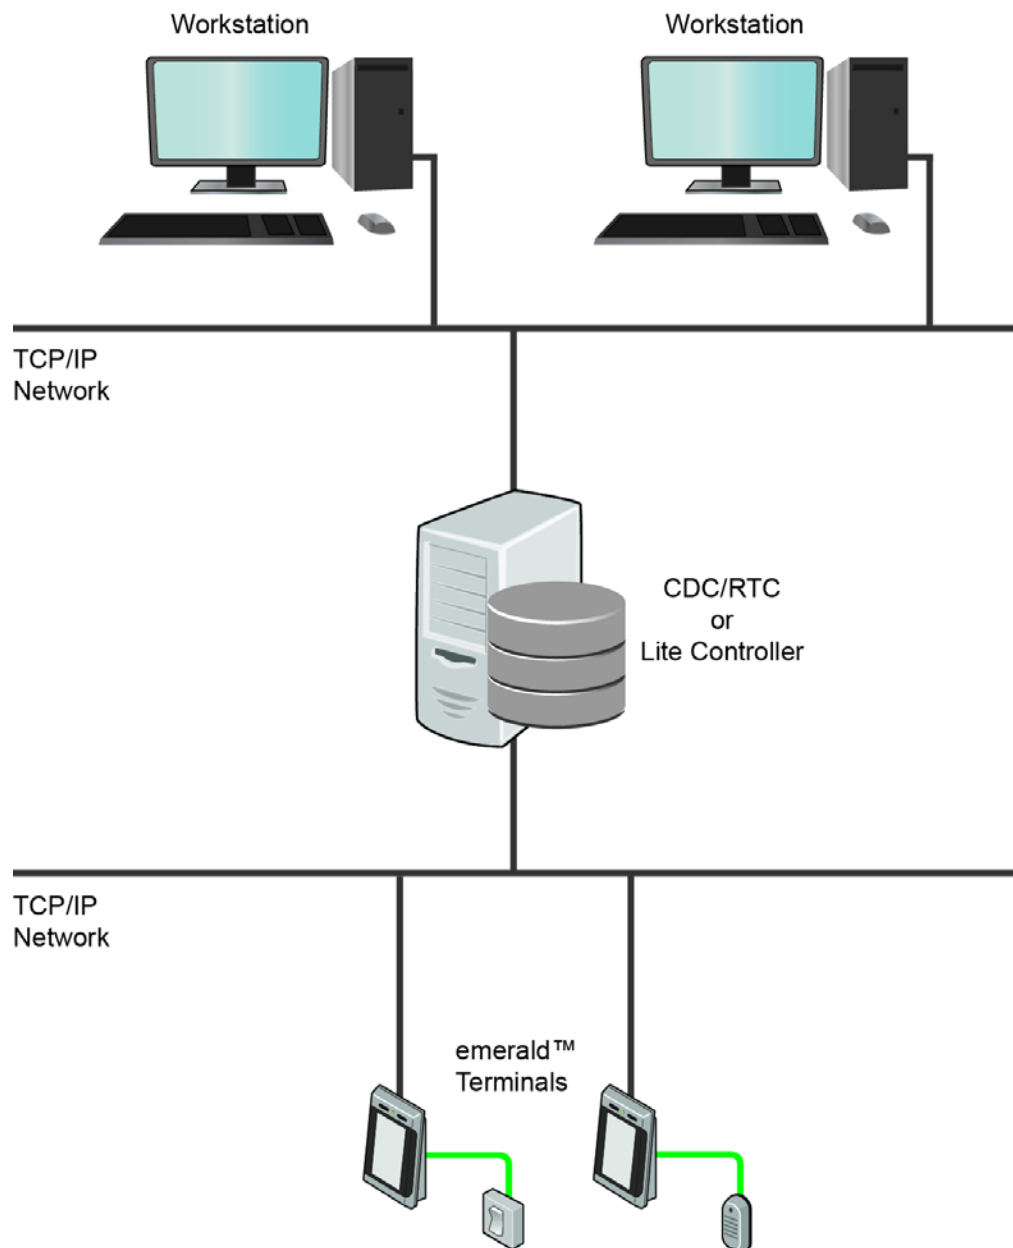 Workstation
Workstation
TCP/IP
Network
CDC/RTC
or
Lite Controller
TCP/IP
Network
emerald™
Terminals